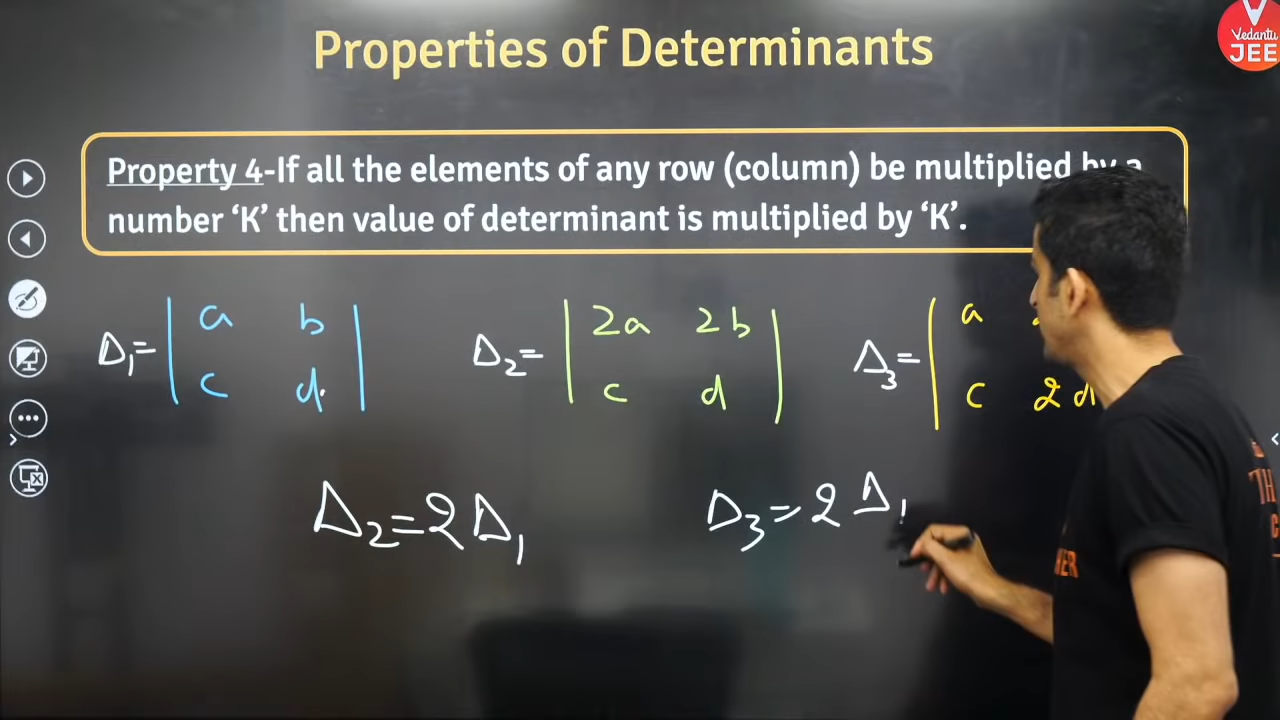 Properties of Determinants
Vedantu
JEE
Property 4-If all the elements of any row (column) be multiplied by a
number ‘K’ then value of determinant is multiplied by ‘K’.
Δ₁= | a b |
| c d |
Δ₂= | 2a 2b |
| c d |
Δ₃= | a
| c 2d
Δ₂=2Δ₁
Δ₃=2Δ₁